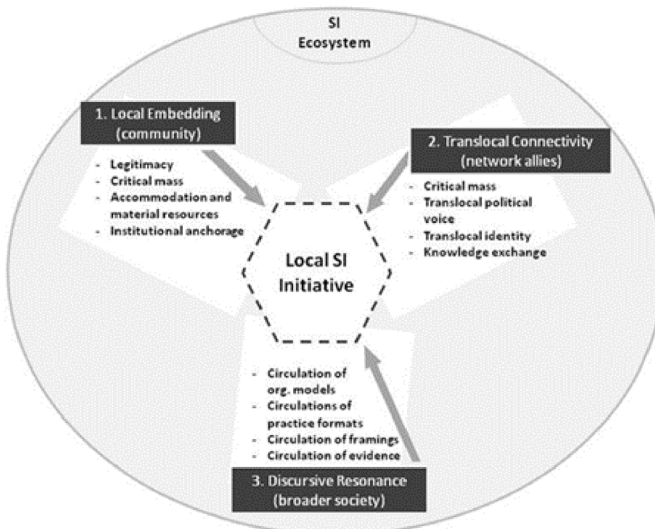 SI
Ecosystem
1. Local Embedding
(community)
- Legitimacy
- Critical mass
- Accommodation and
material resources
- Institutional anchorage
2. Translocal Connectivity
(network allies)
- Critical mass
- Translocal political
voice
- Translocal identity
- Knowledge exchange
Local SI
Initiative
- Circulation of
org. models
- Circulations of
practice formats
- Circulation of framings
- Circulation of evidence
3. Discursive Resonance
(broader society)